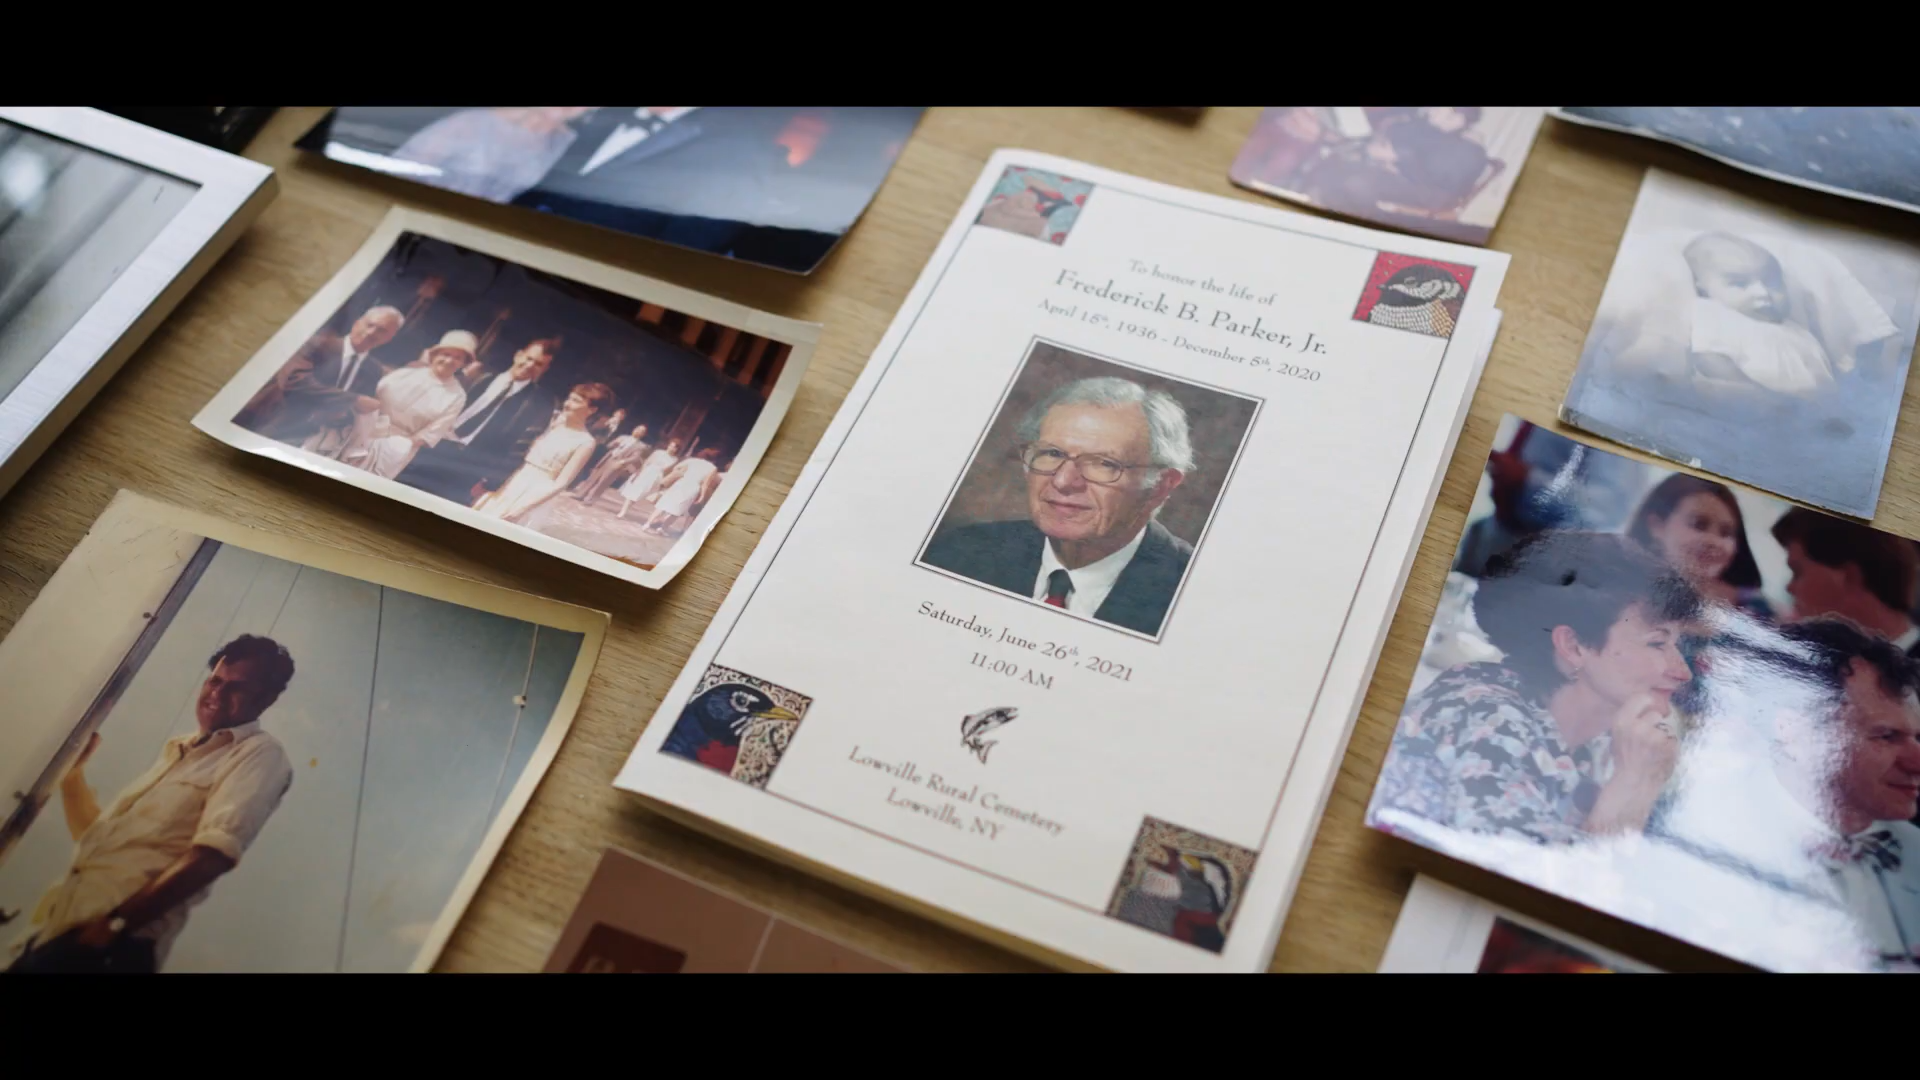 To honor the life of
Frederick B. Parker, Jr.
April 15th, 1936 - December 5th, 2020
Saturday, June 26th, 2021
11:00 AM
Lowville Rural Cemetery
Lowville, NY